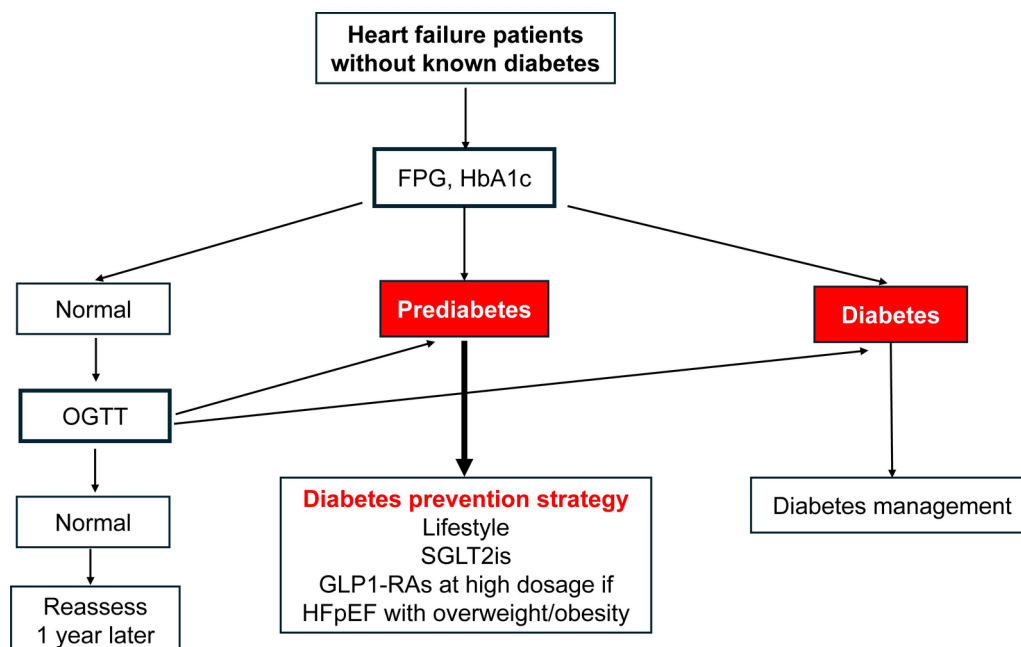 Heart failure patients
without known diabetes
FPG, HbA1c
Normal
Prediabetes
Diabetes
OGTT
Normal
Diabetes prevention strategy
Lifestyle
SGLT2is
GLP1-RAs at high dosage if
HFpEF with overweight/obesity
Diabetes management
Reassess
1 year later